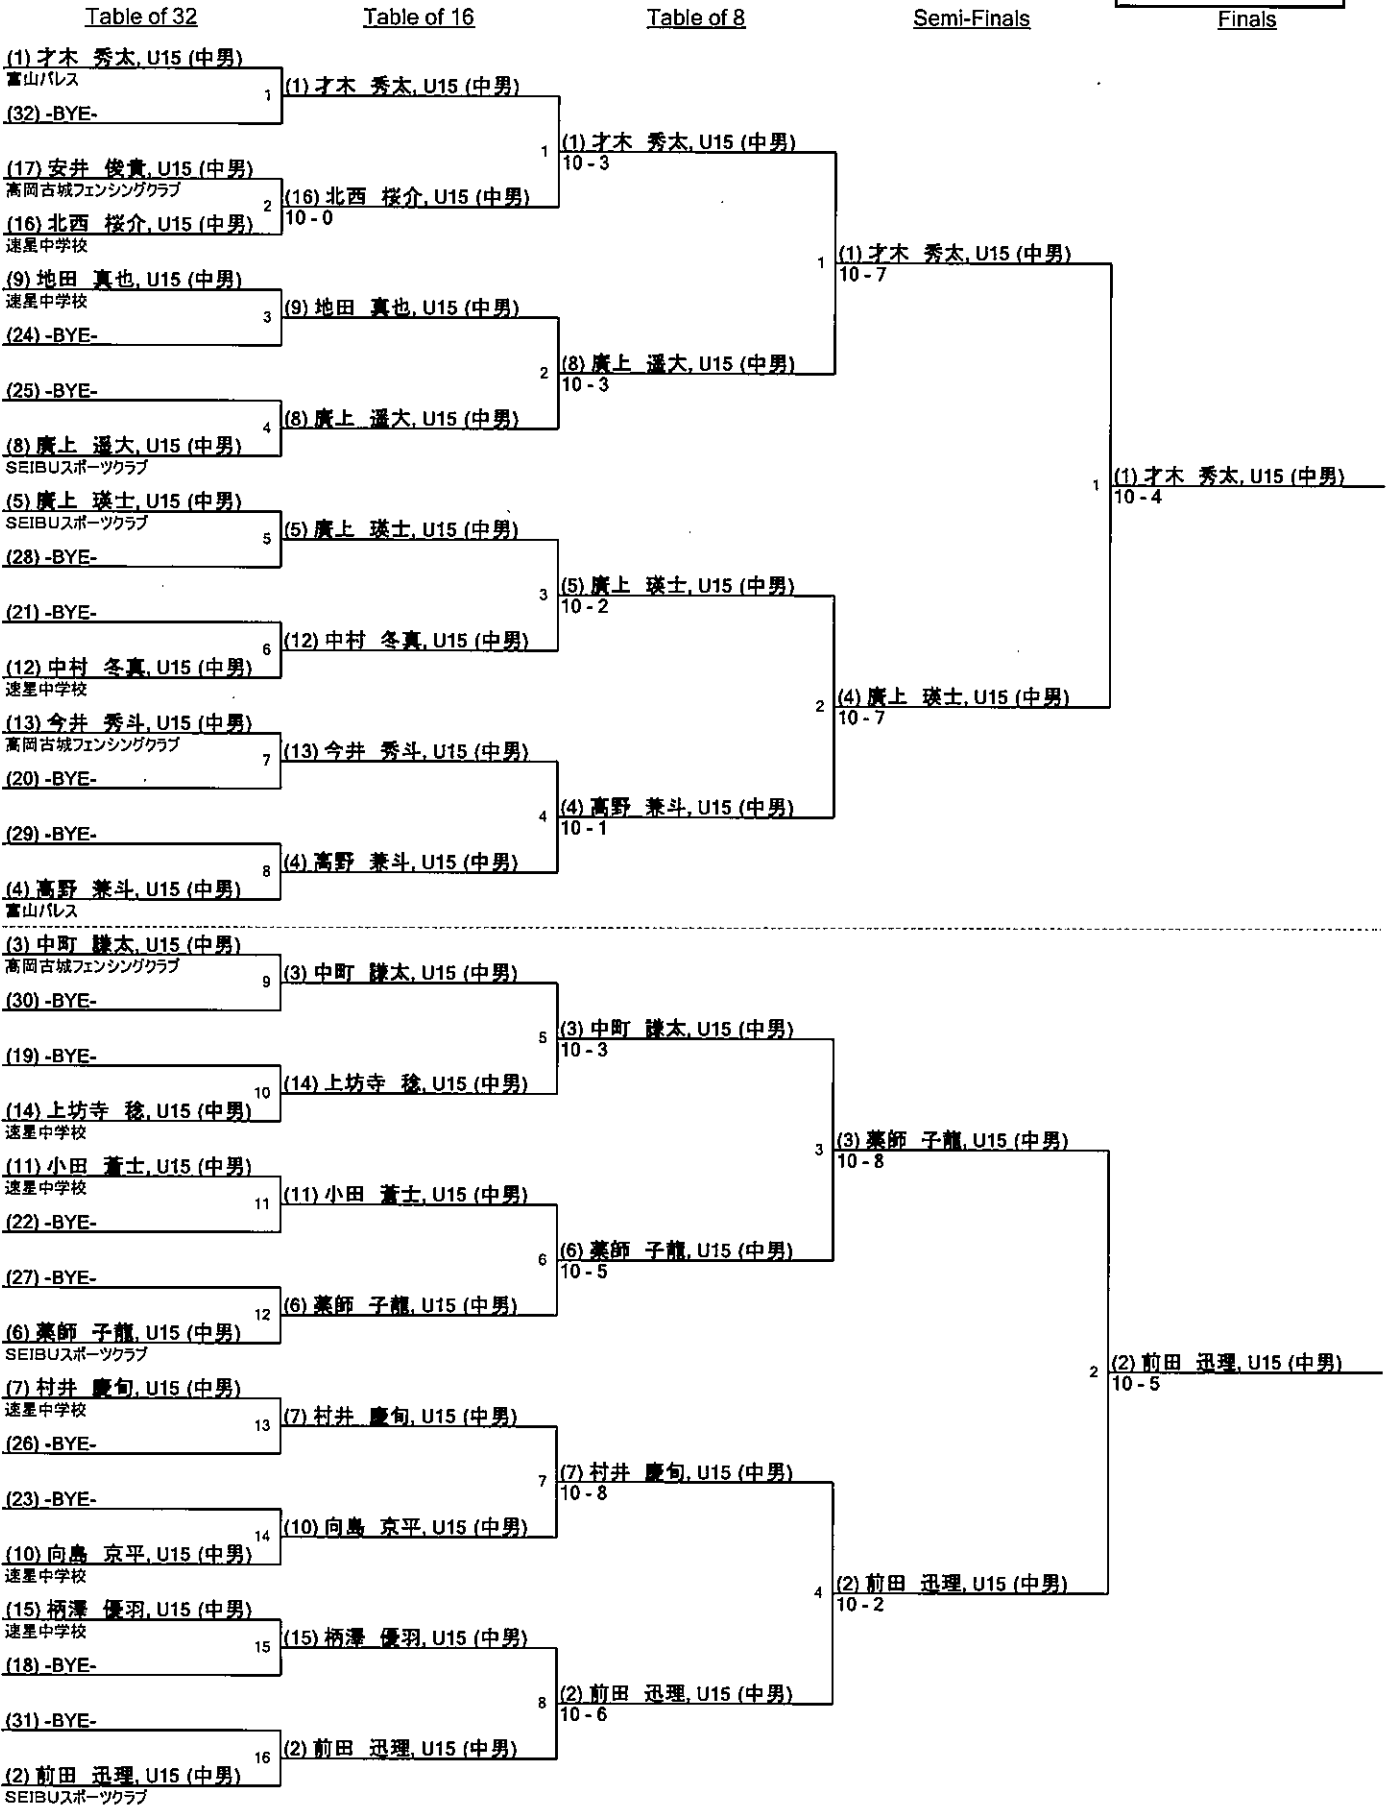 Table of 32
Table of 16
Table of 8
Semi-Finals
Finals
(1) 才木 秀太, U15 (中男)
富山パレス
(32) -BYE-
(17) 安井 俊貴, U15 (中男)
高岡古城フェンシングクラブ
(16) 北西 桜介, U15 (中男)
速星中学校
(9) 地田 真也, U15 (中男)
速星中学校
(24) -BYE-
(25) -BYE-
(8) 廣上 遥大, U15 (中男)
SEIBUスポーツクラブ
(5) 廣上 瑛士, U15 (中男)
SEIBUスポーツクラブ
(28) -BYE-
(21) -BYE-
(12) 中村 冬真, U15 (中男)
速星中学校
(13) 今井 秀斗, U15 (中男)
高岡古城フェンシングクラブ
(20) -BYE-
(29) -BYE-
(4) 高野 兼斗, U15 (中男)
富山パレス
(3) 中町 謙太, U15 (中男)
高岡古城フェンシングクラブ
(30) -BYE-
(19) -BYE-
(14) 上坊寺 稔, U15 (中男)
速星中学校
(11) 小田 蒼士, U15 (中男)
速星中学校
(22) -BYE-
(27) -BYE-
(6) 薬師 子龍, U15 (中男)
SEIBUスポーツクラブ
(7) 村井 慶旬, U15 (中男)
速星中学校
(26) -BYE-
(23) -BYE-
(10) 向島 京平, U15 (中男)
速星中学校
(15) 柄澤 優羽, U15 (中男)
速星中学校
(18) -BYE-
(31) -BYE-
(2) 前田 迅理, U15 (中男)
SEIBUスポーツクラブ
1 (1) 才木 秀太, U15 (中男)
2 (16) 北西 桜介, U15 (中男)
10 - 0
3 (9) 地田 真也, U15 (中男)
4 (8) 廣上 遥大, U15 (中男)
5 (5) 廣上 瑛士, U15 (中男)
6 (12) 中村 冬真, U15 (中男)
7 (13) 今井 秀斗, U15 (中男)
8 (4) 高野 兼斗, U15 (中男)
9 (3) 中町 謙太, U15 (中男)
10 (14) 上坊寺 稔, U15 (中男)
11 (11) 小田 蒼士, U15 (中男)
12 (6) 薬師 子龍, U15 (中男)
13 (7) 村井 慶旬, U15 (中男)
14 (10) 向島 京平, U15 (中男)
15 (15) 柄澤 優羽, U15 (中男)
16 (2) 前田 迅理, U15 (中男)
1 (1) 才木 秀太, U15 (中男)
10 - 3
2 (8) 廣上 遥大, U15 (中男)
10 - 3
3 (5) 廣上 瑛士, U15 (中男)
10 - 2
4 (4) 高野 兼斗, U15 (中男)
10 - 1
5 (3) 中町 謙太, U15 (中男)
10 - 3
6 (6) 薬師 子龍, U15 (中男)
10 - 5
7 (7) 村井 慶旬, U15 (中男)
10 - 8
8 (2) 前田 迅理, U15 (中男)
10 - 6
1 (1) 才木 秀太, U15 (中男)
10 - 7
2 (4) 廣上 瑛士, U15 (中男)
10 - 7
3 (3) 薬師 子龍, U15 (中男)
10 - 8
4 (2) 前田 迅理, U15 (中男)
10 - 2
1 (1) 才木 秀太, U15 (中男)
10 - 4
2 (2) 前田 迅理, U15 (中男)
10 - 5